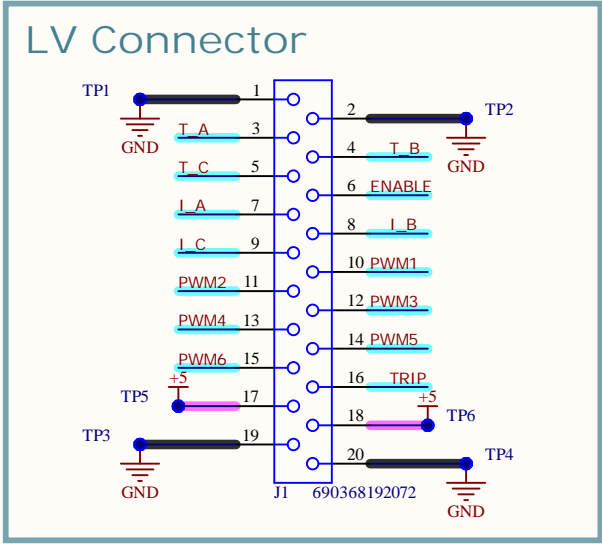 LV Connector
TP1 1
2 TP2
GND
T_A 3
4 T_B
GND
T_C 5
6 ENABLE
I_A 7
8 I_B
I_C 9
10 PWM1
PWM2 11
12 PWM3
PWM4 13
14 PWM5
PWM6 15
16 TRIP
+5
TP5 17
+5
18 TP6
TP3 19
20 TP4
GND
J1 690368192072
GND